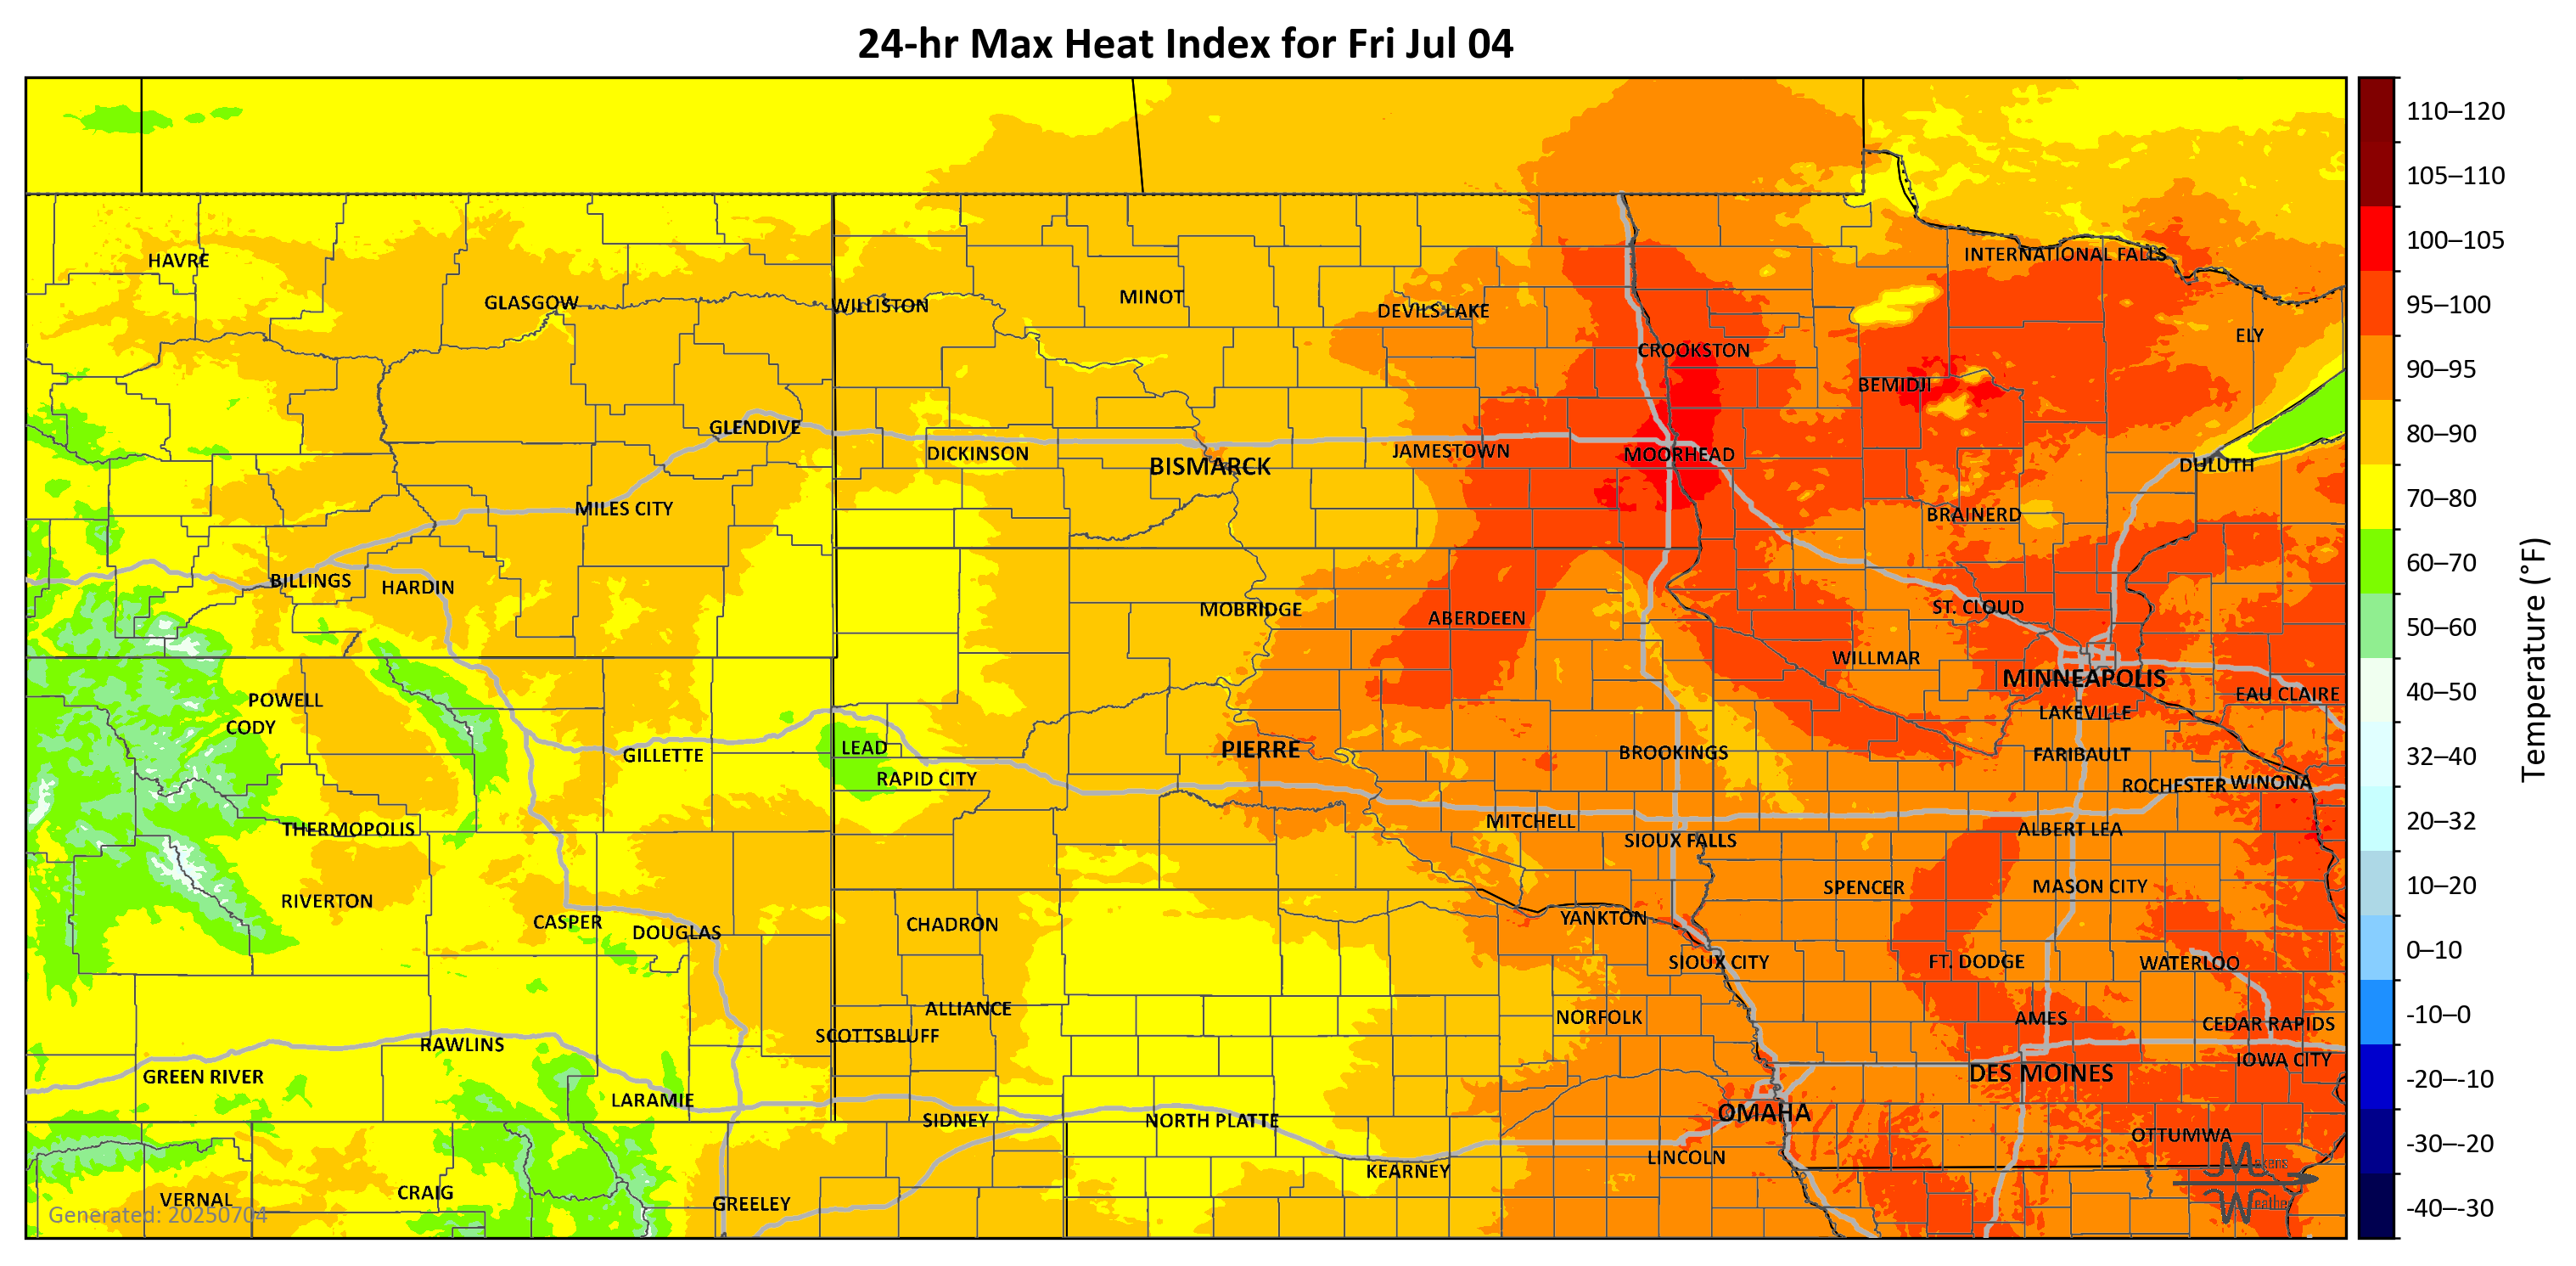 24-hr Max Heat Index for Fri Jul 04
110–120
105–110
HAVRE
INTERNATIONAL FALLS
100–105
GLASGOW
WILLISTON
MINOT
DEVILS LAKE
95–100
ELY
CROOKSTON
BEMIDJI
90–95
GLENDIVE
DICKINSON
BISMARCK
JAMESTOWN
MOORHEAD
DULUTH
80–90
MILES CITY
BRAINERD
70–80
BILLINGS
HARDIN
MOBRIDGE
ABERDEEN
ST. CLOUD
60–70
WILLMAR
MINNEAPOLIS
50–60
POWELL
CODY
EAU CLAIRE
LAKEVILLE
40–50
GILLETTE
LEAD
RAPID CITY
PIERRE
BROOKINGS
FARIBAULT
ROCHESTER
WINONA
32–40
Temperature (°F)
THERMOPOLIS
MITCHELL
SIOUX FALLS
ALBERT LEA
20–32
RIVERTON
CASPER
DOUGLAS
CHADRON
YANKTON
SPENCER
MASON CITY
10–20
SIOUX CITY
FT. DODGE
WATERLOO
0–10
ALLIANCE
SCOTTSBLUFF
NORFOLK
AMES
CEDAR RAPIDS
-10–0
RAWLINS
GREEN RIVER
LARAMIE
DES MOINES
IOWA CITY
-20–-10
SIDNEY
NORTH PLATTE
OMAHA
OTTUMWA
-30–-20
KEARNEY
LINCOLN
Makens
Weather
VERNAL
CRAIG
GREELEY
-40–-30
Generated: 20250704